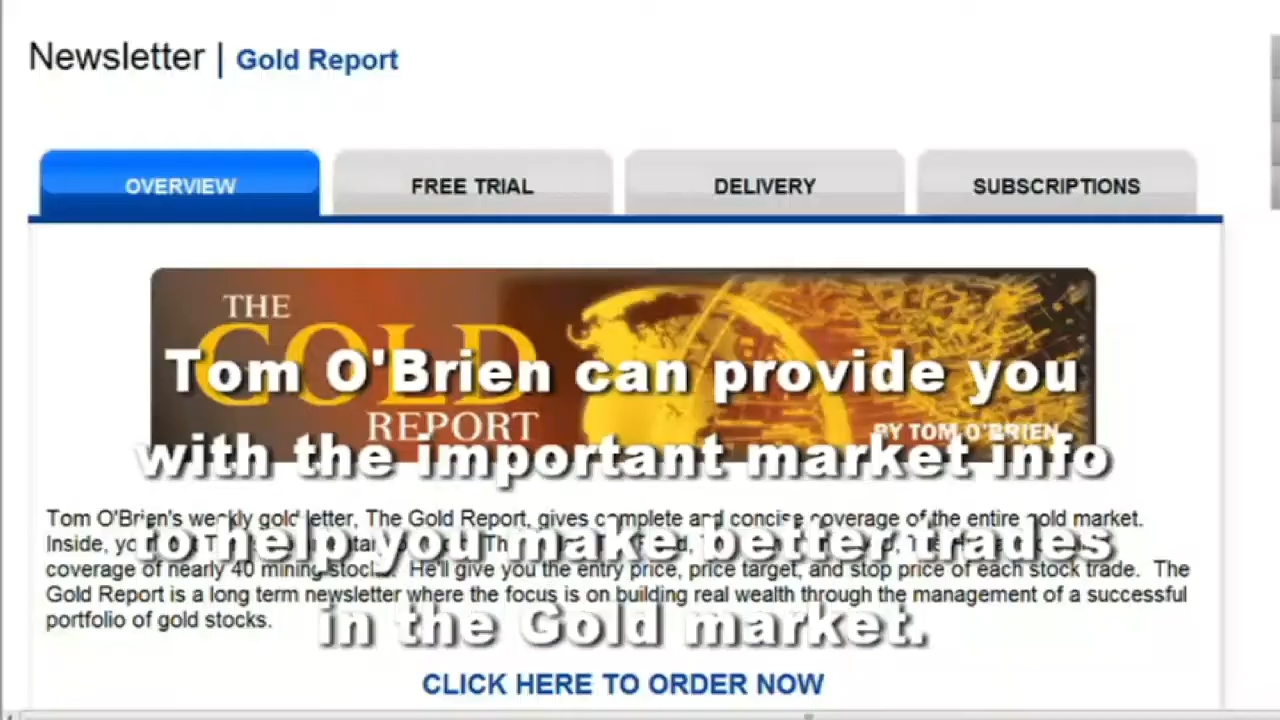 Newsletter | Gold Report
OVERVIEW
FREE TRIAL
DELIVERY
SUBSCRIPTIONS
THE
GOLD
REPORT
BY TOM O'BRIEN
Tom O'Brien can provide you
with the important market info
to help you make better trades
in the Gold market.
Tom O'Brien's weekly gold letter, The Gold Report, gives complete and concise coverage of the entire gold market.
Inside,
coverage of nearly 40 mining He'll give you the entry price, price target, and stop price of each stock trade. The
Gold Report is a long term newsletter where the focus is on building real wealth through the management of a successful
portfolio of gold stocks.
CLICK HERE TO ORDER NOW